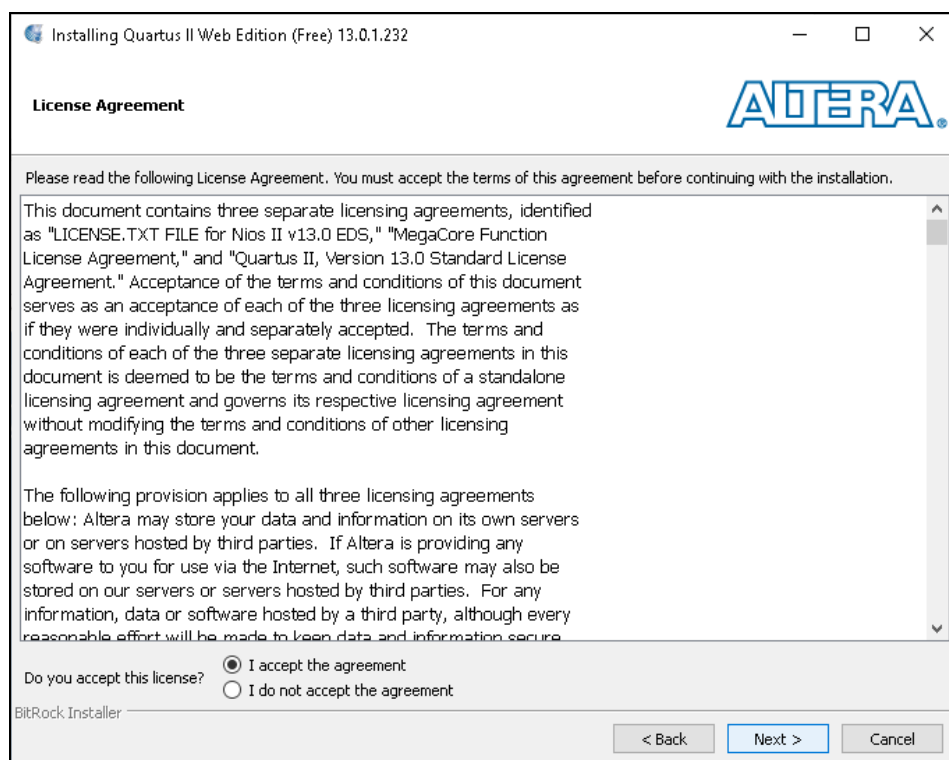 Installing Quartus II Web Edition (Free) 13.0.1.232
License Agreement
ALTERA®
Please read the following License Agreement. You must accept the terms of this agreement before continuing with the installation.
This document contains three separate licensing agreements, identified
as "LICENSE.TXT FILE for Nios II v13.0 EDS," "MegaCore Function
License Agreement," and "Quartus II, Version 13.0 Standard License
Agreement." Acceptance of the terms and conditions of this document
serves as an acceptance of each of the three licensing agreements as
if they were individually and separately accepted.  The terms and
conditions of each of the three separate licensing agreements in this
document is deemed to be the terms and conditions of a standalone
licensing agreement and governs its respective licensing agreement
without modifying the terms and conditions of other licensing
agreements in this document.
The following provision applies to all three licensing agreements
below: Altera may store your data and information on its own servers
or on servers hosted by third parties.  If Altera is providing any
software to you for use via the Internet, such software may also be
stored on our servers or servers hosted by third parties.  For any
information, data or software hosted by a third party, although every
reasonable effort will be made to keep data and information secure
Do you accept this license?
I accept the agreement
I do not accept the agreement
BitRock Installer
< Back
Next >
Cancel